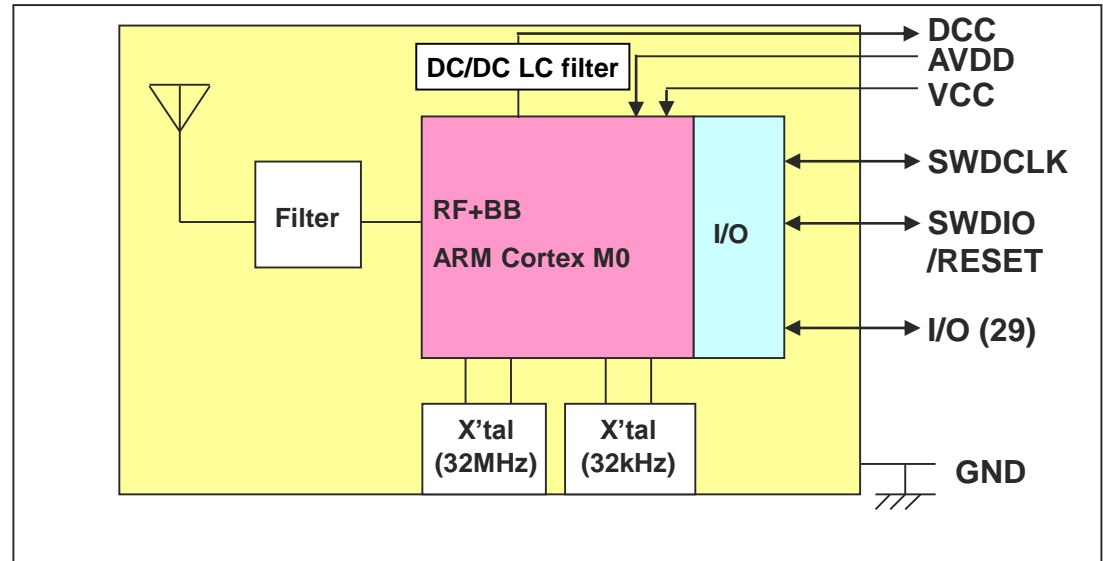 DCC
DC/DC LC filter
AVDD
VCC
SWDCLK
Filter
RF+BB
ARM Cortex M0
I/O
SWDIO
/RESET
I/O (29)
X’tal
(32MHz)
X’tal
(32kHz)
GND